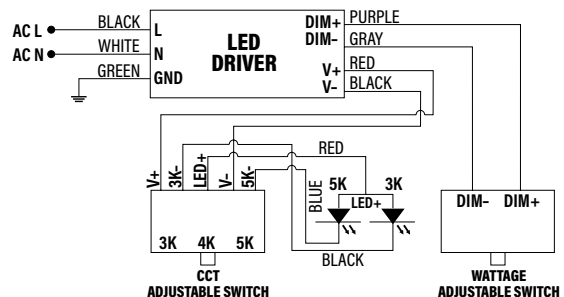 AC L
BLACK
L
AC N
WHITE
N
GREEN
GND
LED
DRIVER
DIM+
PURPLE
DIM–
GRAY
V+
RED
V–
BLACK
V+
3K-
LED+
V-
5K-
RED
BLUE
5K
3K
LED+
BLACK
3K 4K 5K
CCT
ADJUSTABLE SWITCH
DIM- DIM+
WATTAGE
ADJUSTABLE SWITCH